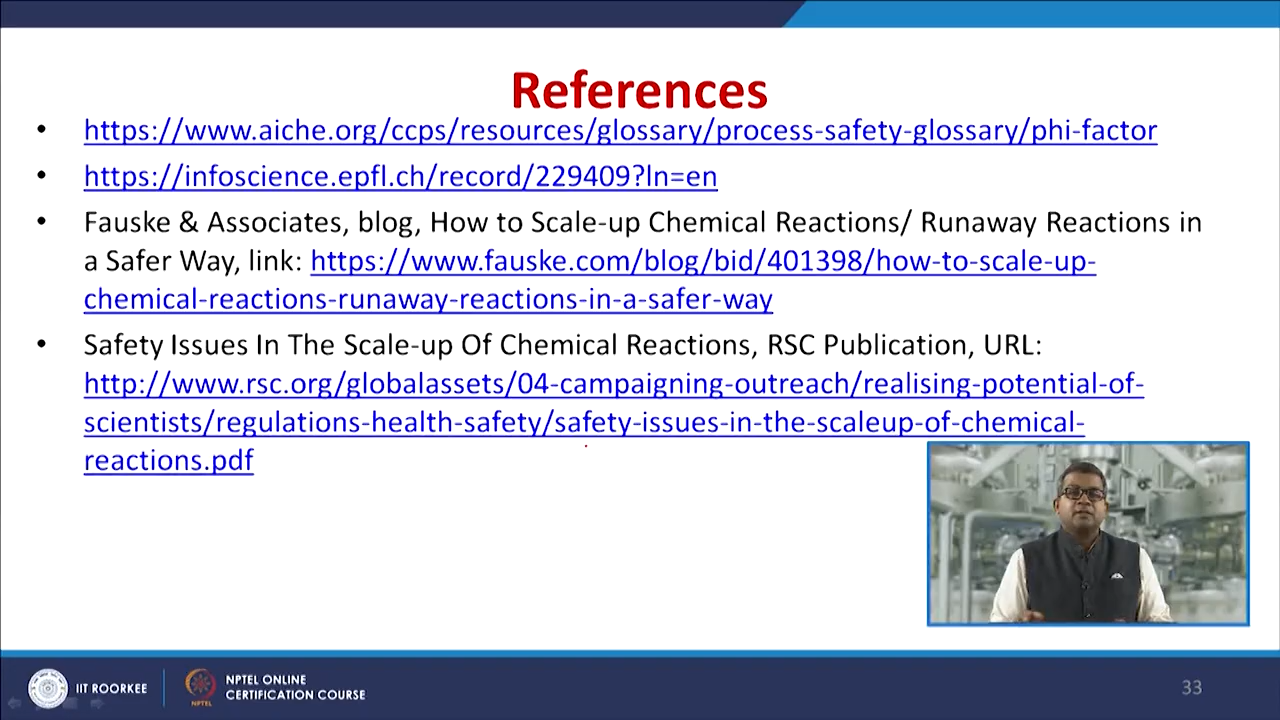 References
• https://www.aiche.org/ccps/resources/glossary/process-safety-glossary/phi-factor
• https://infoscience.epfl.ch/record/229409?ln=en
• Fauske & Associates, blog, How to Scale-up Chemical Reactions/ Runaway Reactions in
a Safer Way, link: https://www.fauske.com/blog/bid/401398/how-to-scale-up-
chemical-reactions-runaway-reactions-in-a-safer-way
• Safety Issues In The Scale-up Of Chemical Reactions, RSC Publication, URL:
http://www.rsc.org/globalassets/04-campaigning-outreach/realising-potential-of-
scientists/regulations-health-safety/safety-issues-in-the-scaleup-of-chemical-
reactions.pdf
IIT ROORKEE
NPTEL
NPTEL ONLINE
CERTIFICATION COURSE
33